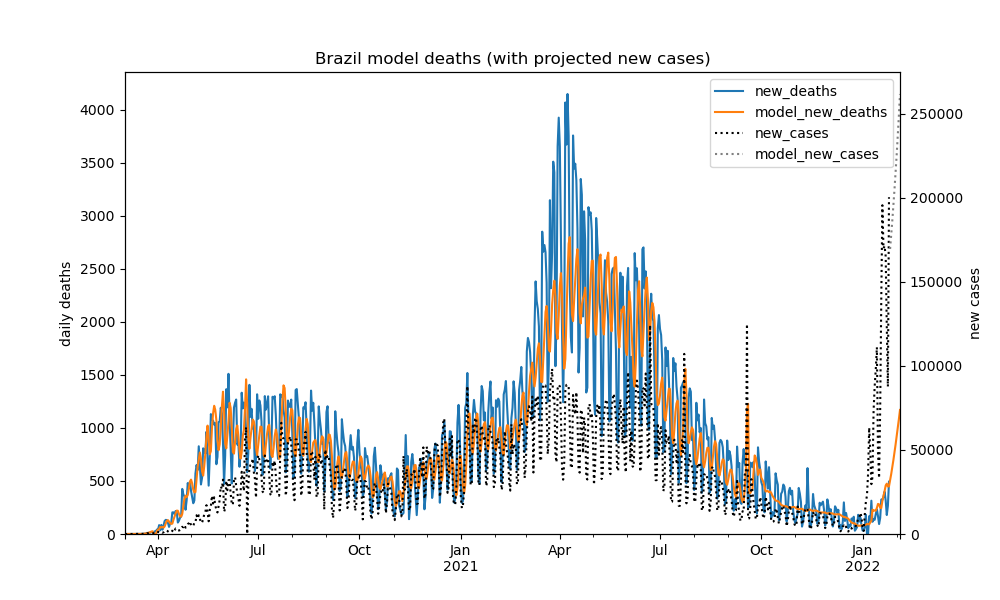 Brazil model deaths (with projected new cases)
new_deaths
model_new_deaths
new_cases
model_new_cases
daily deaths
4000
3500
3000
2500
2000
1500
1000
500
0
new cases
250000
200000
150000
100000
50000
0
Apr
Jul
Oct
Jan
2021
Apr
Jul
Oct
Jan
2022